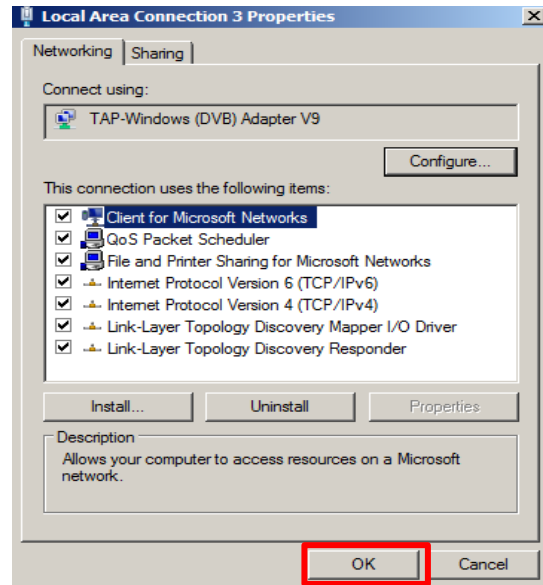 Local Area Connection 3 Properties
Networking
Sharing
Connect using:
TAP-Windows (DVB) Adapter V9
Configure...
This connection uses the following items:
Client for Microsoft Networks
QoS Packet Scheduler
File and Printer Sharing for Microsoft Networks
Internet Protocol Version 6 (TCP/IPv6)
Internet Protocol Version 4 (TCP/IPv4)
Link-Layer Topology Discovery Mapper I/O Driver
Link-Layer Topology Discovery Responder
Install...
Uninstall
Properties
Description
Allows your computer to access resources on a Microsoft
network.
OK
Cancel